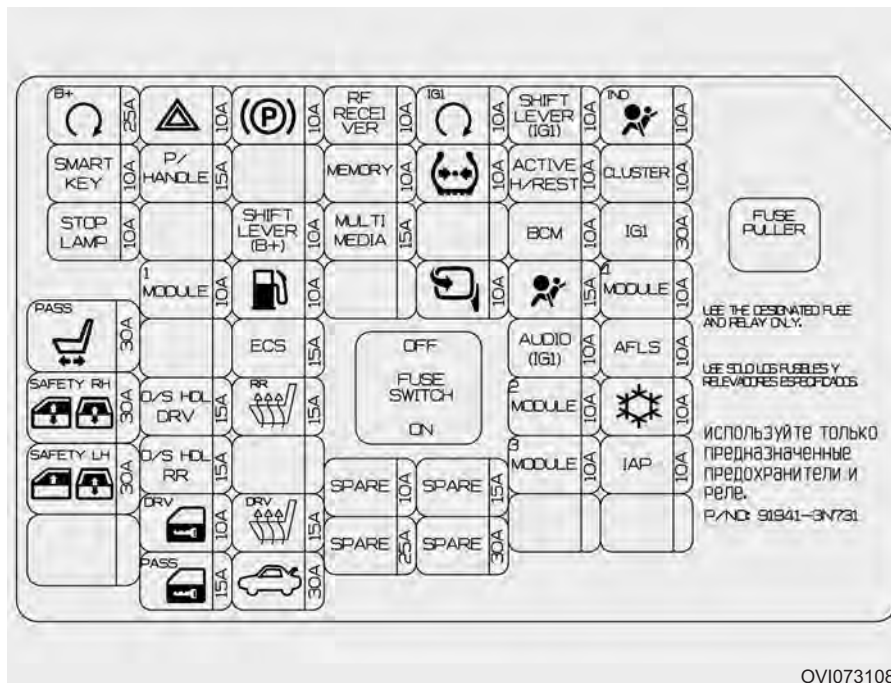 B+
25A
10A
(P)
10A
RF
RECEI
VER
10A
IG1
10A
SHIFT
LEVER
(IG1)
10A
IND
10A
SMART
KEY
10A
P/
HANDLE
15A
MEMORY
10A
10A
ACTIVE
H/REST
10A
CLUSTER
10A
STOP
LAMP
10A
SHIFT
LEVER
(B+)
10A
MULTI
MEDIA
15A
BCM
10A
IG1
30A
FUSE
PULLER
1
MODULE
10A
10A
10A
15A
4
MODULE
10A
PASS
30A
ECS
15A
OFF
FUSE
SWITCH
ON
AUDIO
(IG1)
10A
AFLS
10A
SAFETY RH
30A
O/S HDL
DRV
15A
RR
15A
2
MODULE
10A
10A
SAFETY LH
30A
O/S HDL
RR
15A
3
MODULE
10A
IAP
10A
SPARE
10A
SPARE
15A
DRV
10A
DRV
15A
SPARE
25A
SPARE
30A
PASS
15A
30A
USE THE DESIGNATED FUSE
AND RELAY ONLY.
USE SOLO LOS FUSIBLES Y
RELEVADORES ESPECIFICADOS.
используйте только
предназначенные
предохранители и
реле.
P/NO: 91941-3N731
OVI073108